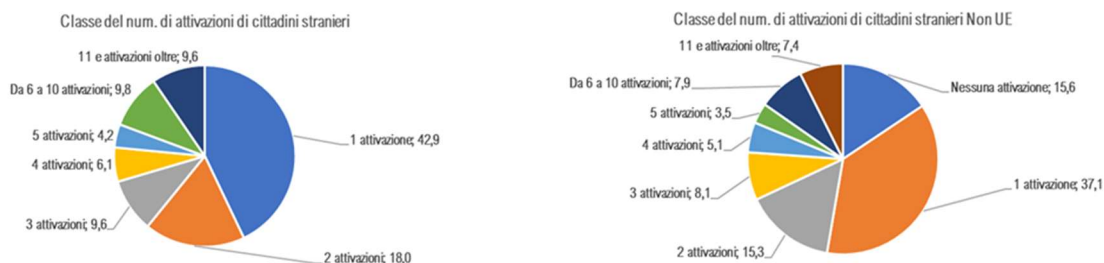 Classe del num. di attivazioni di cittadini stranieri
11 e attivazioni oltre; 9,6
Da 6 a 10 attivazioni; 9,8
5 attivazioni; 4,2
4 attivazioni; 6,1
3 attivazioni; 9,6
2 attivazioni; 18,0
1 attivazione; 42,9
Classe del num. di attivazioni di cittadini stranieri Non UE
11 e attivazioni oltre; 7,4
Da 6 a 10 attivazioni; 7,9
5 attivazioni; 3,5
4 attivazioni; 5,1
3 attivazioni; 8,1
2 attivazioni; 15,3
Nessuna attivazione; 15,6
1 attivazione; 37,1